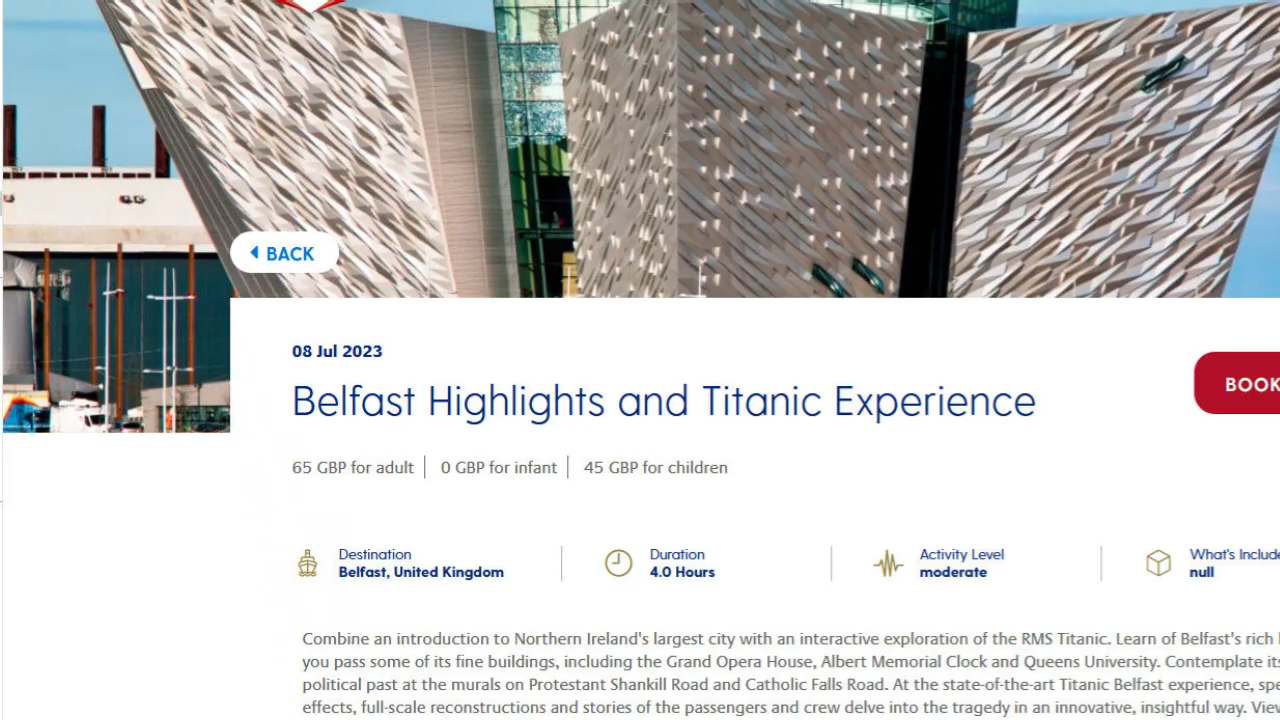 BACK
08 Jul 2023
Belfast Highlights and Titanic Experience
BOOK
65 GBP for adult
0 GBP for infant
45 GBP for children
Destination
Belfast, United Kingdom
Duration
4.0 Hours
Activity Level
moderate
What's Include
null
Combine an introduction to Northern Ireland's largest city with an interactive exploration of the RMS Titanic. Learn of Belfast's rich
you pass some of its fine buildings, including the Grand Opera House, Albert Memorial Clock and Queens University. Contemplate its
political past at the murals on Protestant Shankill Road and Catholic Falls Road. At the state-of-the-art Titanic Belfast experience, spe
effects, full-scale reconstructions and stories of the passengers and crew delve into the tragedy in an innovative, insightful way. View